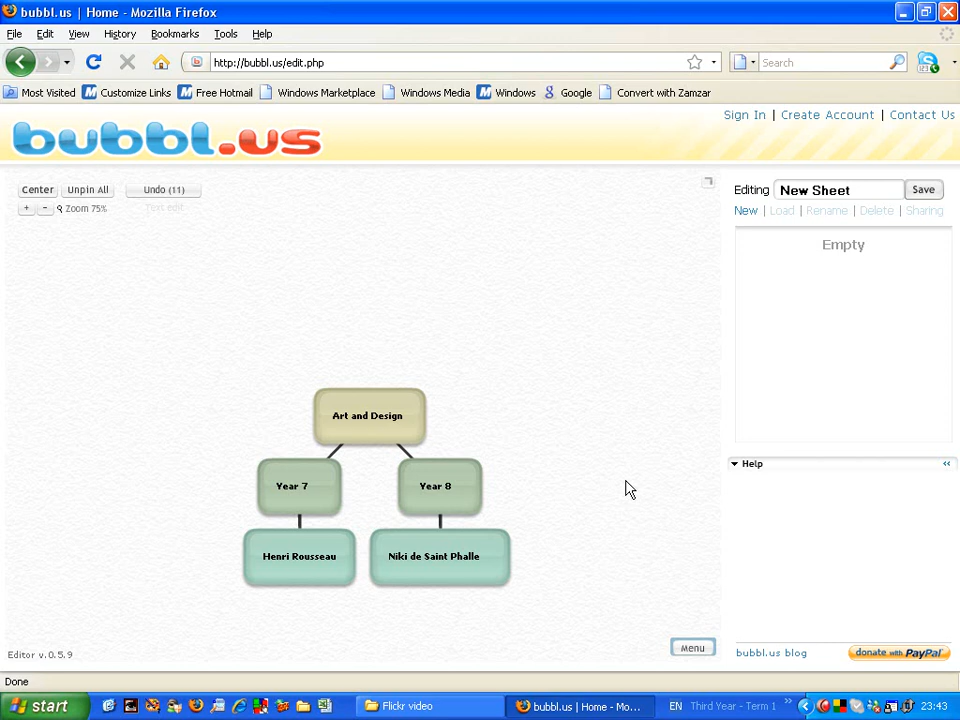 bubbl.us | Home - Mozilla Firefox
File Edit View History Bookmarks Tools Help
http://bubbl.us/edit.php
Search
Most Visited Customize Links Free Hotmail Windows Marketplace Windows Media Windows Google Convert with Zamzar
Sign In | Create Account | Contact Us
bubbl.us
Center Unpin All Undo (11)
+ - Zoom 75% Text edit
Editing New Sheet Save
New | Load | Rename | Delete | Sharing
Empty
Art and Design
Year 7 Year 8
Henri Rousseau Niki de Saint Phalle
Help
Menu
Editor v.0.5.9
bubbl.us blog donate with PayPal
Done
start Flickr video bubbl.us | Home - Mo... EN Third Year - Term 1 23:43